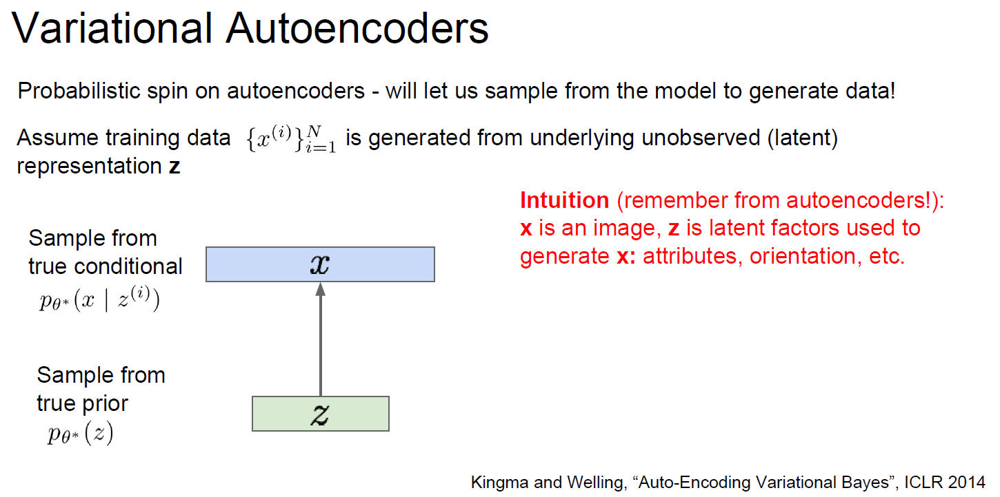 Variational Autoencoders
Probabilistic spin on autoencoders - will let us sample from the model to generate data!
Assume training data $\{x^{(i)}\}_{i=1}^{N}$ is generated from underlying unobserved (latent)
representation z
Intuition (remember from autoencoders!):
x is an image, z is latent factors used to
generate x: attributes, orientation, etc.
Sample from
true conditional
$p_{\theta^*}(x \mid z^{(i)})$
x
Sample from
true prior
$p_{\theta^*}(z)$
z
Kingma and Welling, “Auto-Encoding Variational Bayes”, ICLR 2014